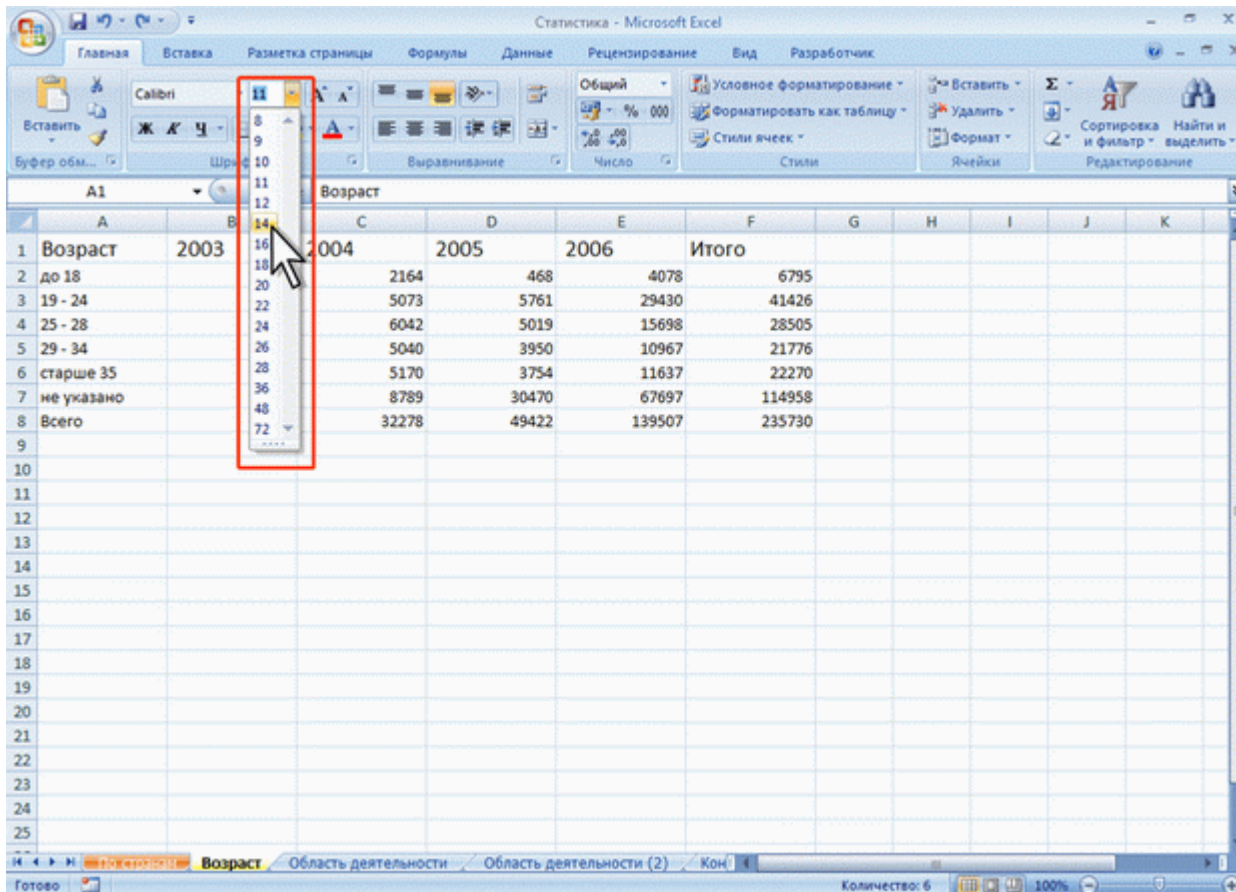 Статистика - Microsoft Excel
Главная Вставка Разметка страницы Формулы Данные Рецензирование Вид Разработчик
Calibri 11 Общий Условное форматирование Вставить Σ
% 000 Форматировать как таблицу Удалить
Вставить Ж К Ч А Стили ячеек Формат Сортировка и фильтр Найти и выделить
Буфер обм... Выравнивание Число Стили Ячейки Редактирование
A1 Возраст
A B C D E F G H I J K
1 Возраст 2003 2004 2005 2006 Итого
2 до 18 2164 468 4078 6795
3 19 - 24 5073 5761 29430 41426
4 25 - 28 6042 5019 15698 28505
5 29 - 34 5040 3950 10967 21776
6 старше 35 5170 3754 11637 22270
7 не указано 8789 30470 67697 114958
8 Всего 32278 49422 139507 235730
9
10
11
12
13
14
15
16
17
18
19
20
21
22
23
24
25
8
9
10
11
12
14
16
18
20
22
24
26
28
36
48
72
По странам Возраст Область деятельности Область деятельности (2)
Готово Количество: 6 100%